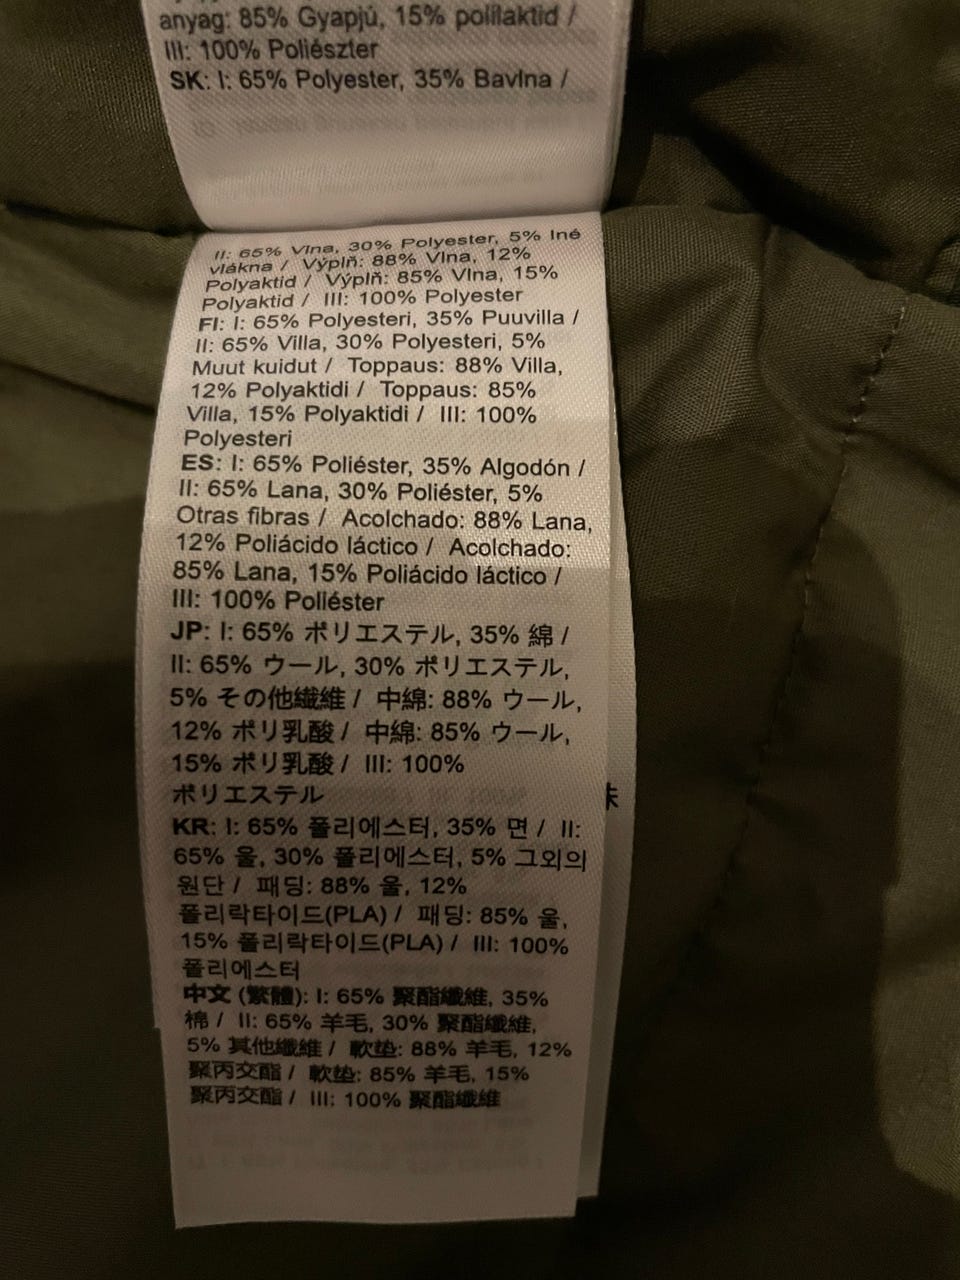 anyag: 85% Gyapjú, 15% polilaktid /
III: 100% Poliészter
SK: I: 65% Polyester, 35% Bavlna /
II: 65% Vlna, 30% Polyester, 5% Iné
vlákna / Výplň: 88% Vlna, 12%
Polyaktid / Výplň: 85% Vlna, 15%
Polyaktid / III: 100% Polyester
FI: I: 65% Polyesteri, 35% Puuvilla /
II: 65% Villa, 30% Polyesteri, 5%
Muut kuidut / Toppaus: 88% Villa,
12% Polyaktidi / Toppaus: 85%
Villa, 15% Polyaktidi / III: 100%
Polyesteri
ES: I: 65% Poliéster, 35% Algodón /
II: 65% Lana, 30% Poliéster, 5%
Otras fibras / Acolchado: 88% Lana,
12% Poliácido láctico / Acolchado:
85% Lana, 15% Poliácido láctico /
III: 100% Poliéster
JP: I: 65% ポリエステル, 35% 綿 /
II: 65% ウール, 30% ポリエステル,
5% その他繊維 / 中綿: 88% ウール,
12% ポリ乳酸 / 中綿: 85% ウール,
15% ポリ乳酸 / III: 100%
ポリエステル
KR: I: 65% 폴리에스터, 35% 면 / II:
65% 울, 30% 폴리에스터, 5% 그외의
원단 / 패딩: 88% 울, 12%
폴리락타이드(PLA) / 패딩: 85% 울,
15% 폴리락타이드(PLA) / III: 100%
폴리에스터
中文 (繁體): I: 65% 聚酯纖維, 35%
棉 / II: 65% 羊毛, 30% 聚酯纖維,
5% 其他纖維 / 軟墊: 88% 羊毛, 12%
聚丙交酯 / 軟墊: 85% 羊毛, 15%
聚丙交酯 / III: 100% 聚酯纖維